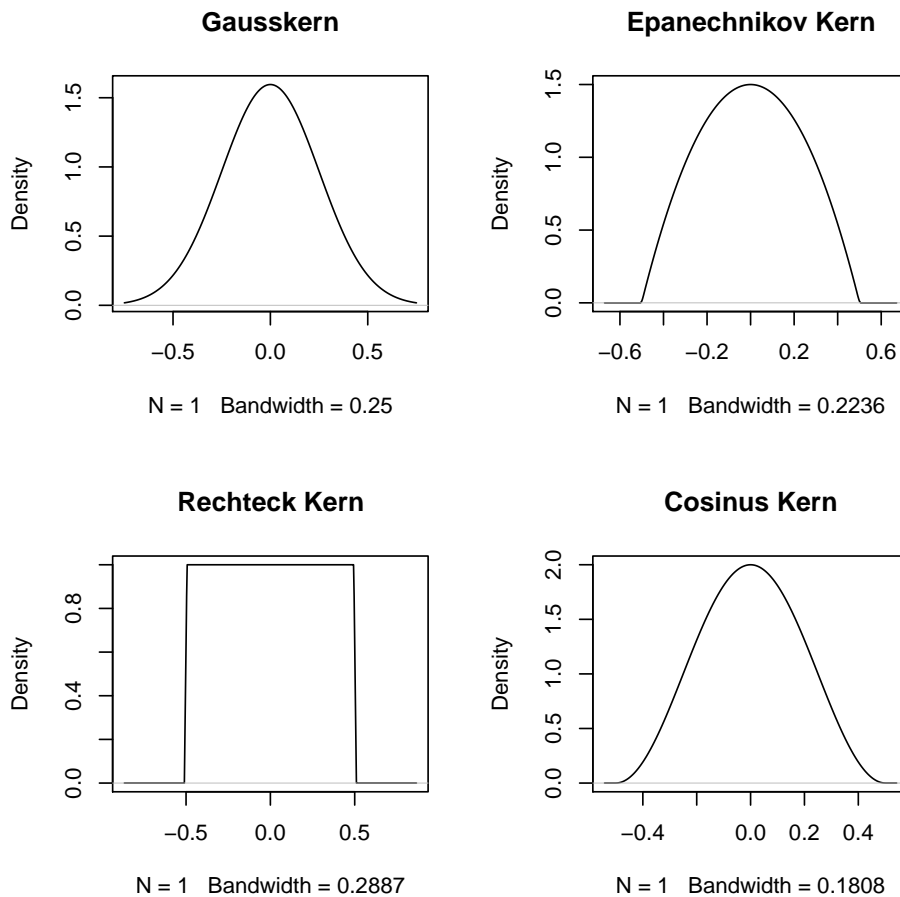 Gausskern
Density
0.0 0.5 1.0 1.5
−0.5 0.0 0.5
N = 1 Bandwidth = 0.25
Epanechnikov Kern
Density
0.0 0.5 1.0 1.5
−0.6 −0.2 0.2 0.6
N = 1 Bandwidth = 0.2236
Rechteck Kern
Density
0.0 0.4 0.8
−0.5 0.0 0.5
N = 1 Bandwidth = 0.2887
Cosinus Kern
Density
0.0 0.5 1.0 1.5 2.0
−0.4 0.0 0.2 0.4
N = 1 Bandwidth = 0.1808